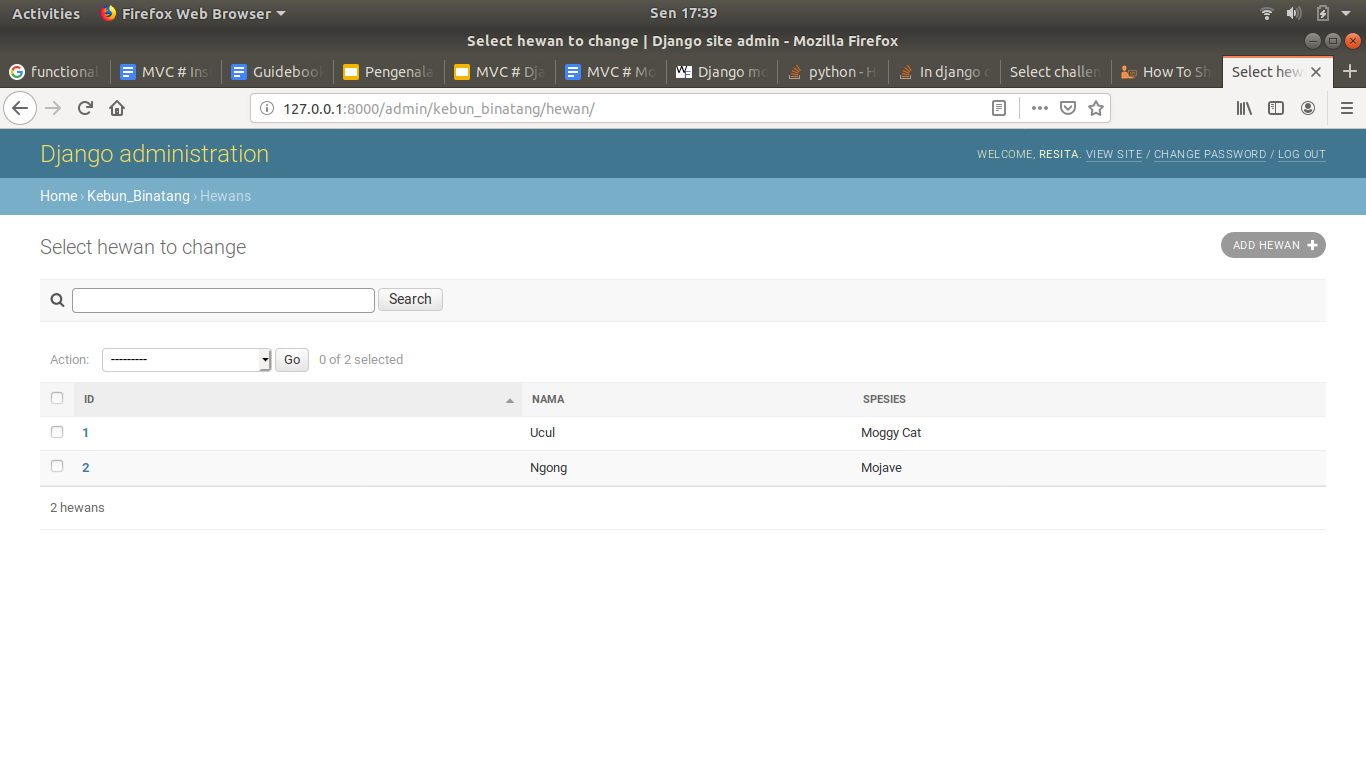 Activities Firefox Web Browser Sen 17:39
Select hewan to change | Django site admin - Mozilla Firefox
functional MVC # Ins Guidebook Pengenala MVC # Dja MVC # Mo Django mo python - H In django Select challen How To Sh Select hew
127.0.0.1:8000/admin/kebun_binatang/hewan/
Django administration WELCOME, RESITA. VIEW SITE / CHANGE PASSWORD / LOG OUT
Home › Kebun_Binatang › Hewans
Select hewan to change ADD HEWAN +
Search
Action: --------- Go 0 of 2 selected
ID NAMA SPESIES
1 Ucul Moggy Cat
2 Ngong Mojave
2 hewans